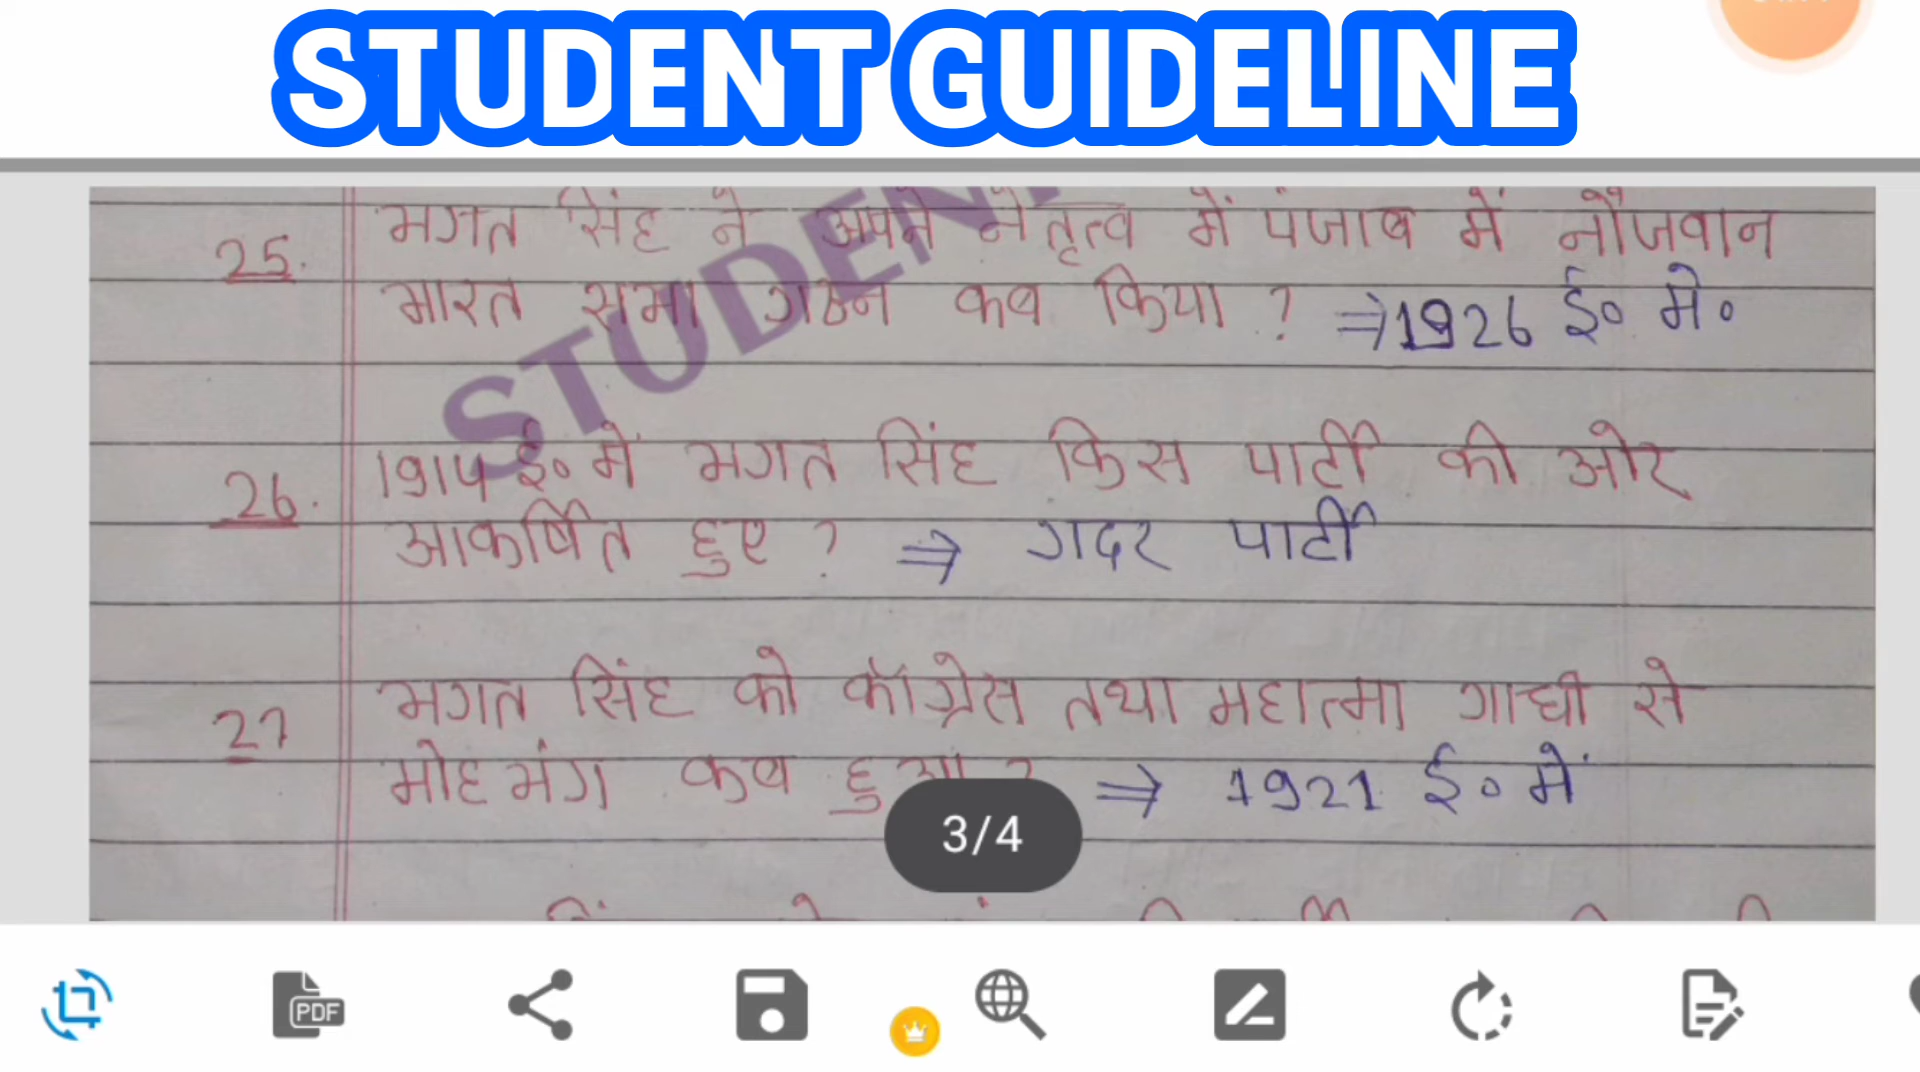 STUDENT GUIDELINE
STUDENT
25. भगत सिंह ने अपने नेतृत्व में पंजाब में नौजवान
भारत सभा गठन कब किया ? ⇒1926 ई० मे०
26. 1914 ई० में भगत सिंह किस पार्टी की ओर
आकर्षित हुए ? ⇒ गदर पार्टी
27 भगत सिंह को कॉग्रेस तथा महात्मा गाधी से
मोह भंग कब हुआ ? ⇒ 1921 ई० में
3/4
PDF